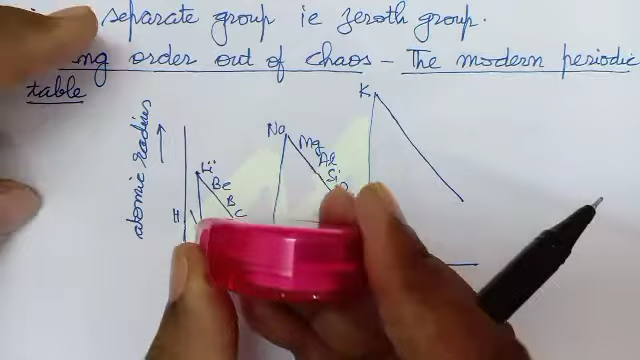 separate group ie zeroth group.
ng order out of chaos - The modern periodic
table
atomic radius
K
Na
Mg
Al
Si
Li
Be
B
C
H